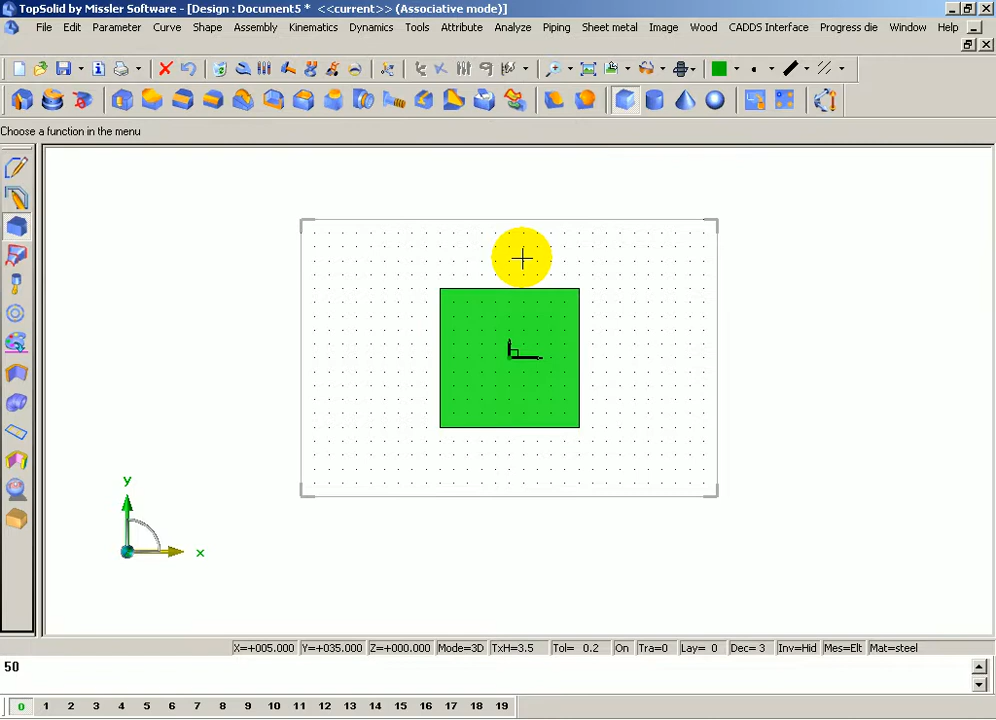 TopSolid by Missler Software - [Design : Document5 * <<current>> (Associative mode)]
File Edit Parameter Curve Shape Assembly Kinematics Dynamics Tools Attribute Analyze Piping Sheet metal Image Wood CADDS Interface Progress die Window Help
Choose a function in the menu
y
x
X=+005.000 Y=+035.000 Z=+000.000 Mode=3D TxH=3.5 Tol= 0.2 On Tra=0 Lay= 0 Dec= 3 Inv=Hid Mes=Elt Mat=steel
50
0 1 2 3 4 5 6 7 8 9 10 11 12 13 14 15 16 17 18 19